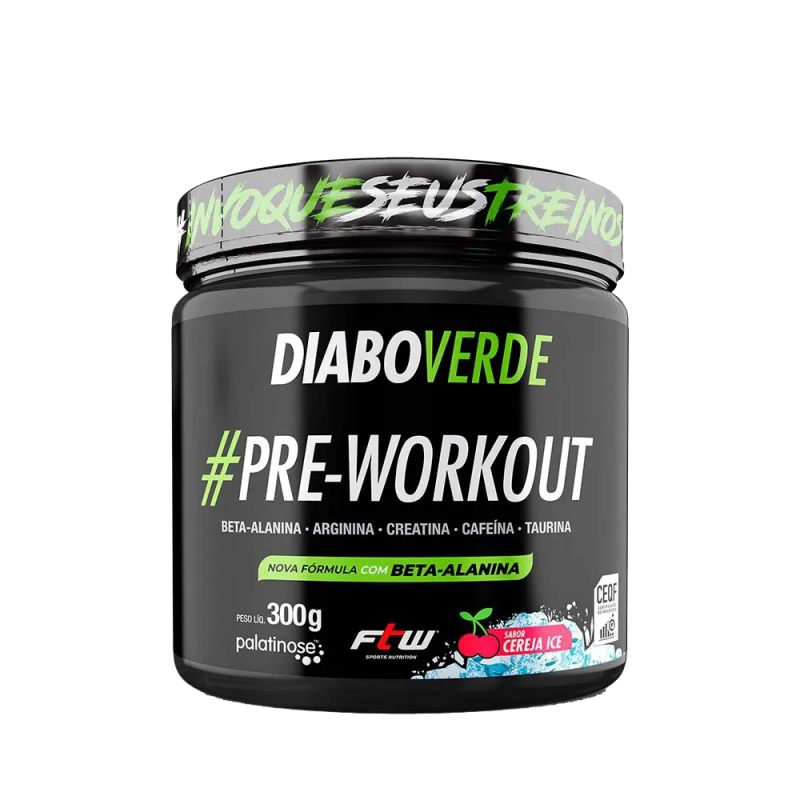 #INVOQUESEUSTREINOS
DIABOVERDE
#PRE-WORKOUT
BETA-ALANINA • ARGININA • CREATINA • CAFEÍNA • TAURINA
NOVA FÓRMULA COM BETA-ALANINA
PESO LÍQ. 300g
palatinose™
FTW®
SPORTS NUTRITION
SABOR
CEREJA ICE
CEQF